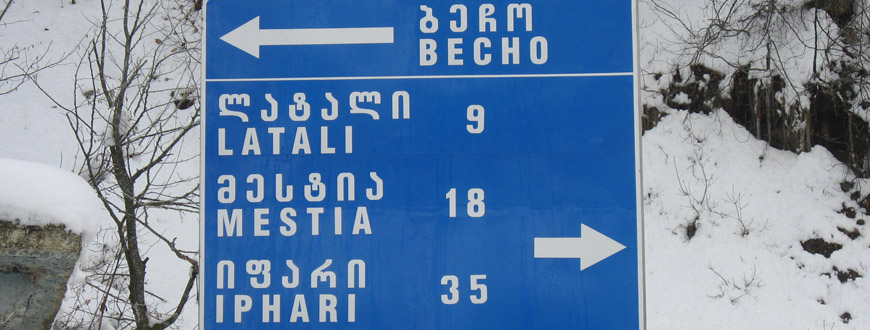 ბეჩო
BECHO
ლატალი 9
LATALI
მესტია 18
MESTIA
იფარი 35
IPHARI